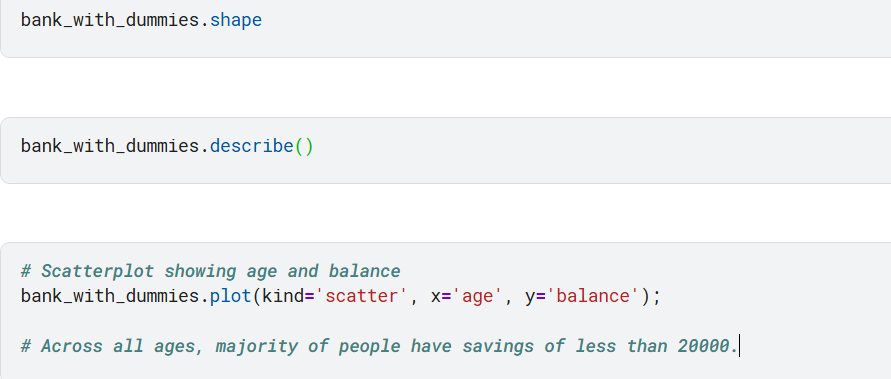 bank_with_dummies.shape
bank_with_dummies.describe()
# Scatterplot showing age and balance
bank_with_dummies.plot(kind='scatter', x='age', y='balance');
# Across all ages, majority of people have savings of less than 20000.